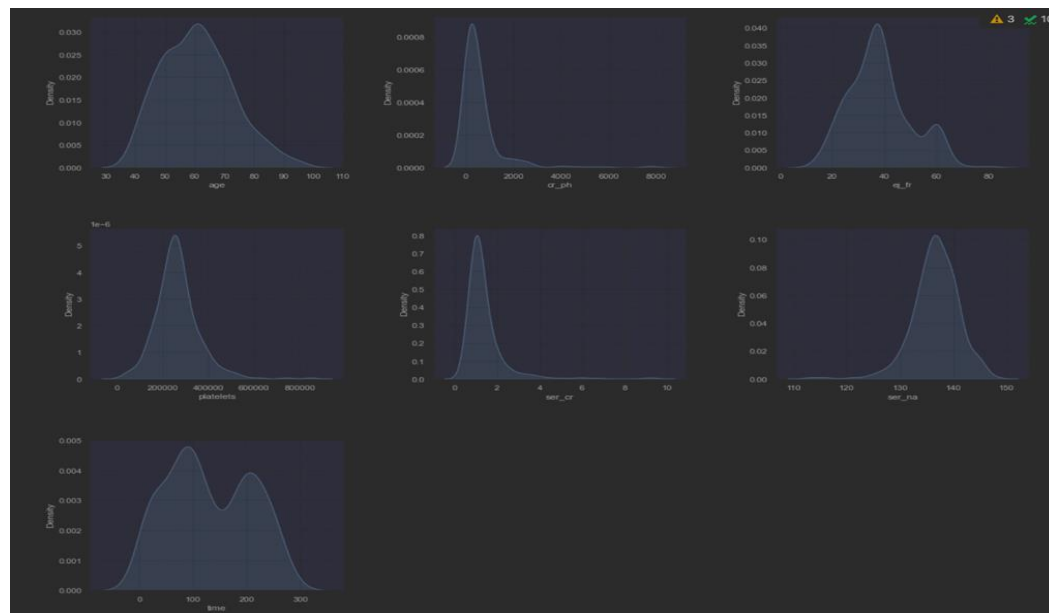 3 10
0.030
0.025
0.020
0.015
0.010
0.005
0.000
Density
30 40 50 60 70 80 90 100 110
age
0.0008
0.0006
0.0004
0.0002
0.0000
Density
0 2000 4000 6000 8000
cr_ph
0.040
0.035
0.030
0.025
0.020
0.015
0.010
0.005
0.000
Density
0 20 40 60 80
ej_fr
1e-6
5
4
3
2
1
0
Density
0 200000 400000 600000 800000
platelets
0.8
0.7
0.6
0.5
0.4
0.3
0.2
0.1
0.0
Density
0 2 4 6 8 10
ser_cr
0.10
0.08
0.06
0.04
0.02
0.00
Density
110 120 130 140 150
ser_na
0.005
0.004
0.003
0.002
0.001
0.000
Density
0 100 200 300
time